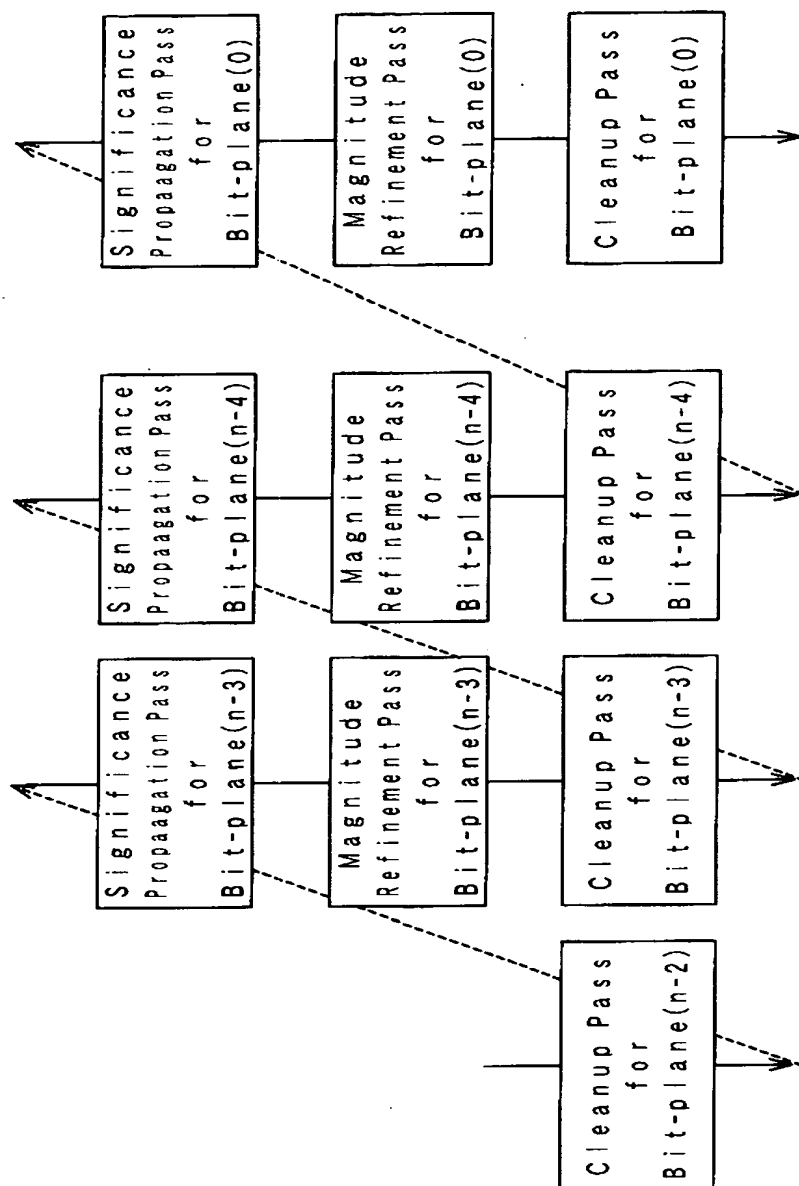 Cleanup Pass
for
Bit-plane(n-2)
Significance
Propaagation Pass
for
Bit-plane(n-3)
Magnitude
Refinement Pass
for
Bit-plane(n-3)
Cleanup Pass
for
Bit-plane(n-3)
Significance
Propaagation Pass
for
Bit-plane(n-4)
Magnitude
Refinement Pass
for
Bit-plane(n-4)
Cleanup Pass
for
Bit-plane(n-4)
Significance
Propaagation Pass
for
Bit-plane(0)
Magnitude
Refinement Pass
for
Bit-plane(0)
Cleanup Pass
for
Bit-plane(0)